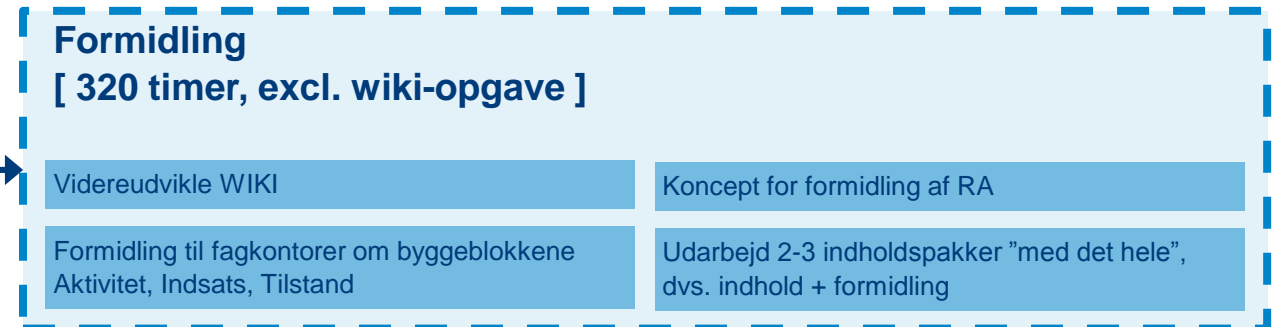 Formidling
[ 320 timer, excl. wiki-opgave ]
Videreudvikle WIKI
Koncept for formidling af RA
Formidling til fagkontorer om byggeblokkene
Aktivitet, Indsats, Tilstand
Udarbejd 2-3 indholdspakker ”med det hele”,
dvs. indhold + formidling